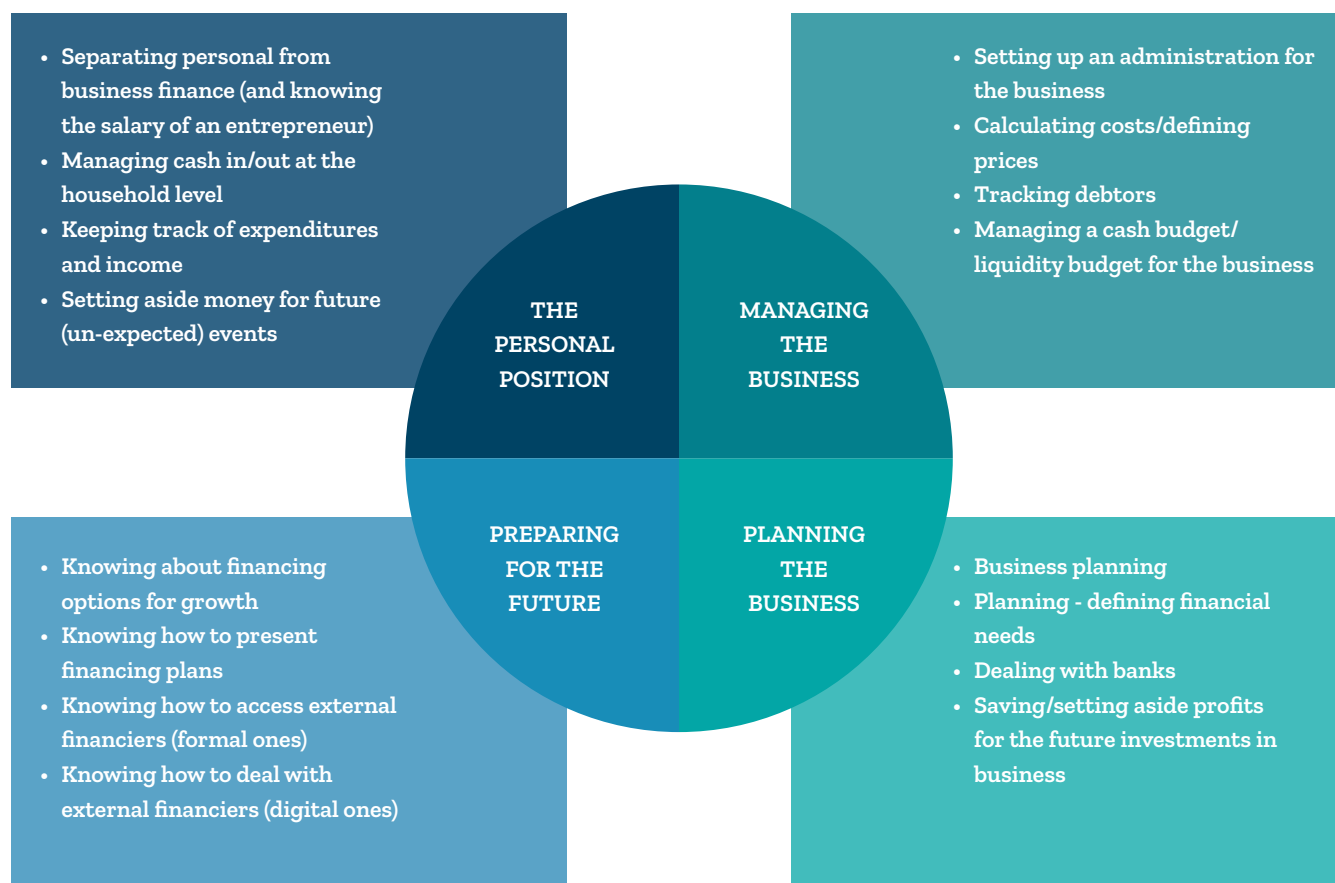 • Separating personal from
business finance (and knowing
the salary of an entrepreneur)
• Managing cash in/out at the
household level
• Keeping track of expenditures
and income
• Setting aside money for future
(un-expected) events
• Setting up an administration for
the business
• Calculating costs/defining
prices
• Tracking debtors
• Managing a cash budget/
liquidity budget for the business
THE
PERSONAL
POSITION
MANAGING
THE
BUSINESS
PREPARING
FOR THE
FUTURE
PLANNING
THE
BUSINESS
• Knowing about financing
options for growth
• Knowing how to present
financing plans
• Knowing how to access external
financiers (formal ones)
• Knowing how to deal with
external financiers (digital ones)
• Business planning
• Planning - defining financial
needs
• Dealing with banks
• Saving/setting aside profits
for the future investments in
business